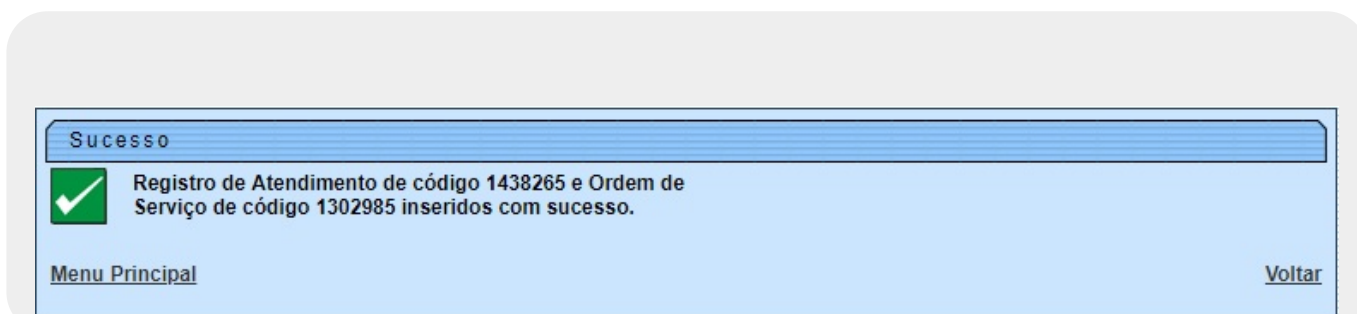 Sucesso
Registro de Atendimento de código 1438265 e Ordem de
Serviço de código 1302985 inseridos com sucesso.
Menu Principal
Voltar